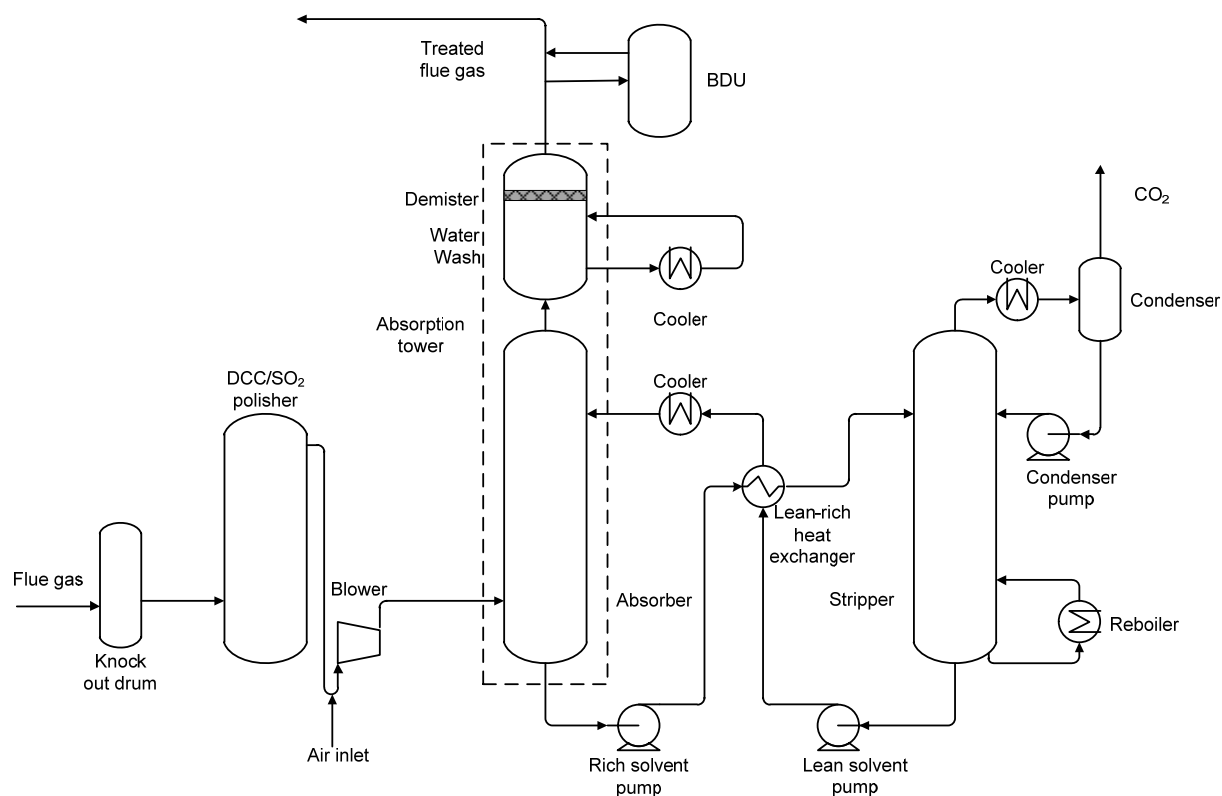 Treated
flue gas
BDU
Demister
Water
Wash
Cooler
Absorption
tower
CO₂
Cooler
Condenser
DCC/SO₂
polisher
Cooler
Condenser
pump
Lean-rich
heat
exchanger
Flue gas
Blower
Absorber
Stripper
Reboiler
Knock
out drum
Air inlet
Rich solvent
pump
Lean solvent
pump